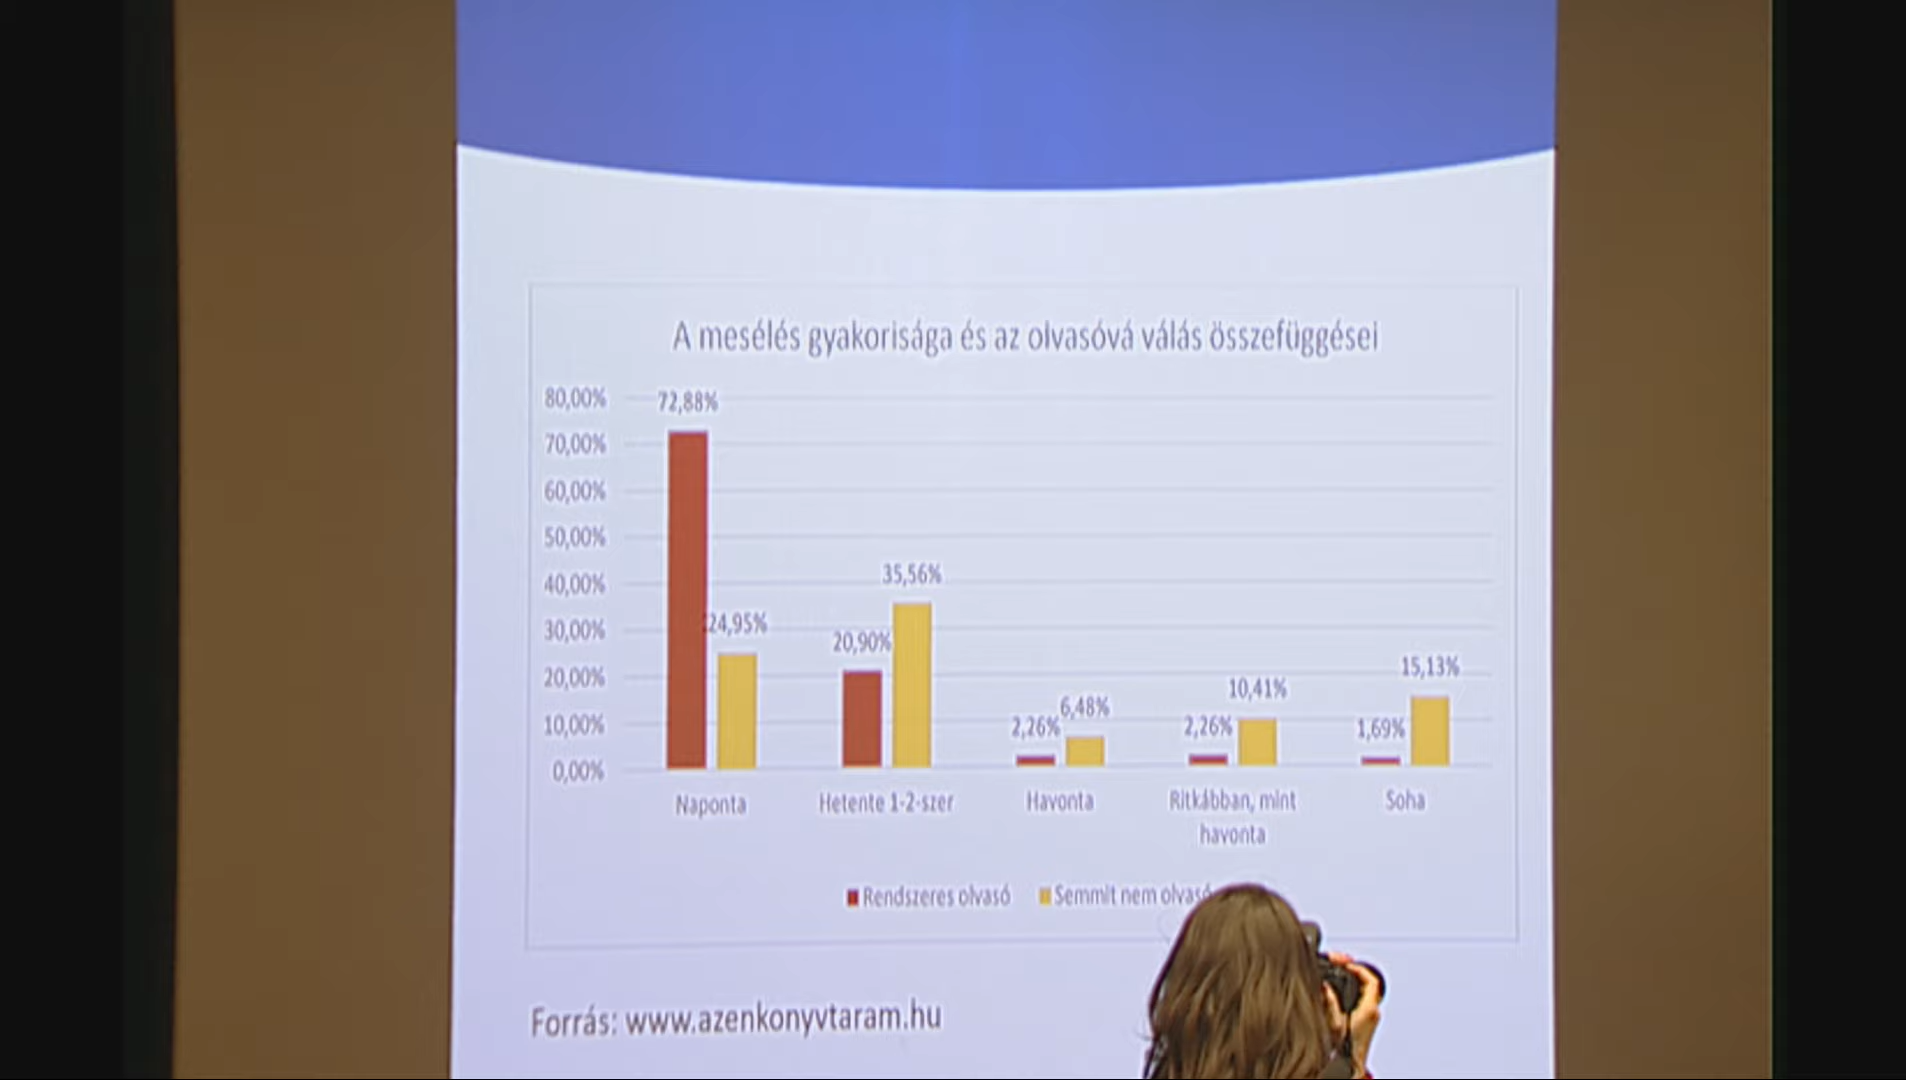 A mesélés gyakorisága és az olvasóvá válás összefüggései
80,00%
70,00%
60,00%
50,00%
40,00%
30,00%
20,00%
10,00%
0,00%
72,88%
24,95%
20,90%
35,56%
2,26%
6,48%
2,26%
10,41%
1,69%
15,13%
Naponta
Hetente 1-2-szer
Havonta
Ritkábban, mint
havonta
Soha
Rendszeres olvasó
Semmit nem olvasó
Forrás: www.azenkonyvtaram.hu